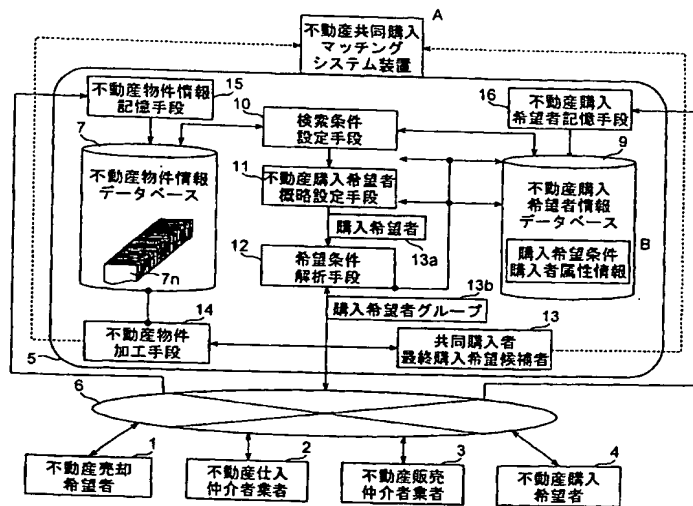 A
不動産共同購入
マッチング
システム装置
不動産物件情報
記憶手段
15
10
検索条件
設定手段
16
不動産購入
希望者記憶手段
7
9
不動産物件情報
データベース
7n
11
不動産購入希望者
概略設定手段
購入希望者
13a
12
希望条件
解析手段
不動産購入
希望者情報
データベース
B
購入希望条件
購入者属性情報
13b
購入希望者グループ
14
不動産物件
加工手段
13
共同購入者
最終購入希望候補者
5
6
1
不動産売却
希望者
2
不動産仕入
仲介者業者
3
不動産販売
仲介者業者
4
不動産購入
希望者